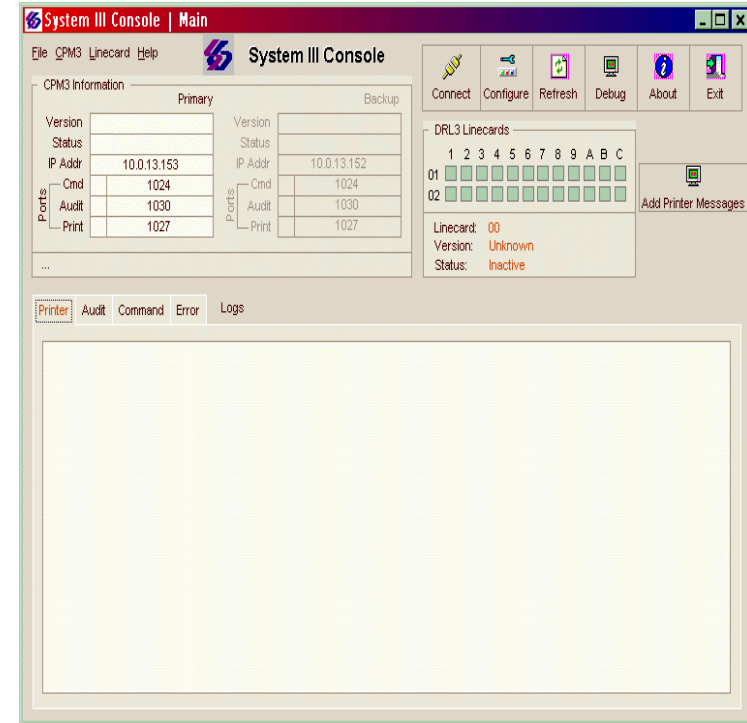 System III Console | Main
File CPM3 Linecard Help
System III Console
Connect Configure Refresh Debug About Exit
CPM3 Information
Primary Backup
Version Version
Status Status
IP Addr 10.0.13.153 IP Addr 10.0.13.152
Ports Cmd 1024 Ports Cmd 1024
Audit 1030 Audit 1030
Print 1027 Print 1027
...
DRL3 Linecards
1 2 3 4 5 6 7 8 9 A B C
01
02
Linecard: 00
Version: Unknown
Status: Inactive
Add Printer Messages
Printer Audit Command Error Logs